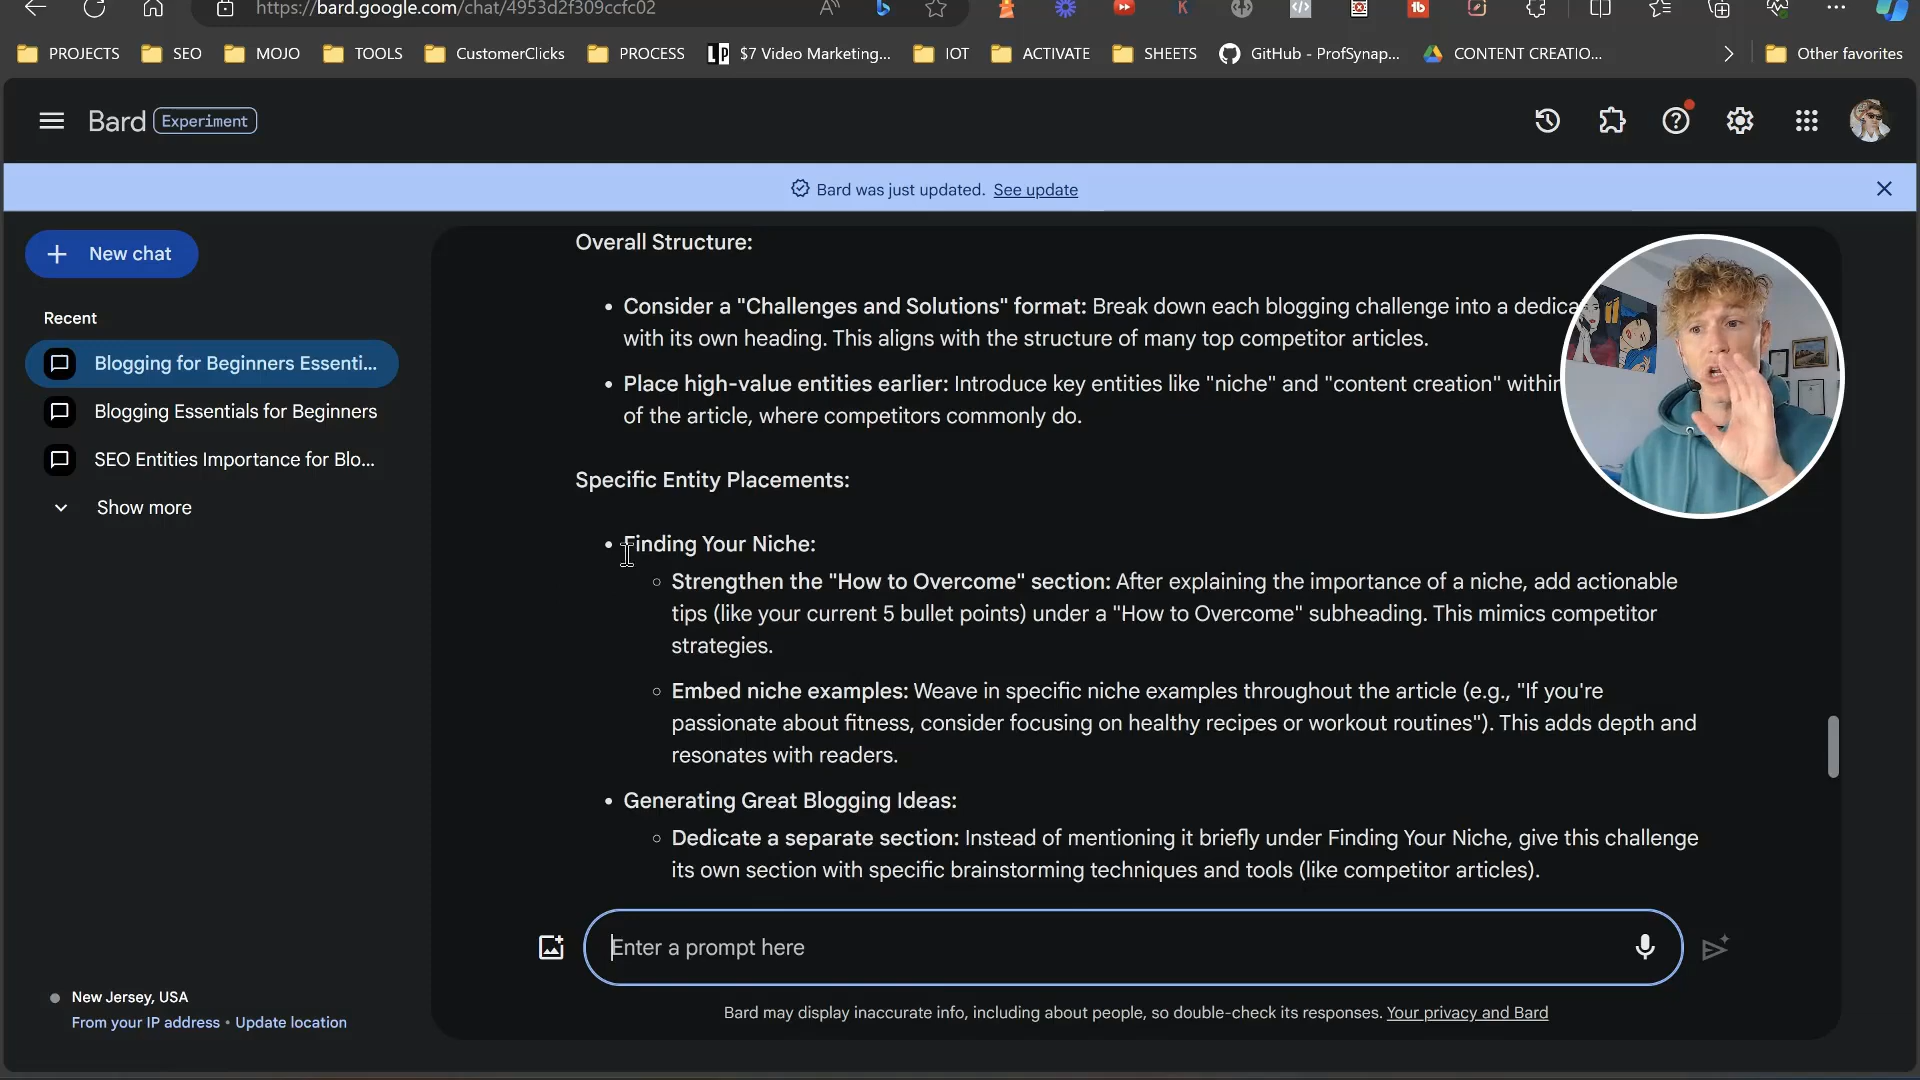 https://bard.google.com/chat/4953d2f309ccfc02
PROJECTS SEO MOJO TOOLS CustomerClicks PROCESS $7 Video Marketing... IOT ACTIVATE SHEETS GitHub - ProfSynap... CONTENT CREATIO... Other favorites
Bard Experiment
Bard was just updated. See update
New chat
Recent
Blogging for Beginners Essenti...
Blogging Essentials for Beginners
SEO Entities Importance for Blo...
Show more
New Jersey, USA
From your IP address • Update location
Overall Structure:
• Consider a "Challenges and Solutions" format: Break down each blogging challenge into a
with its own heading. This aligns with the structure of many top competitor articles.
• Place high-value entities earlier: Introduce key entities like "niche" and "content creation"
of the article, where competitors commonly do.
Specific Entity Placements:
• Finding Your Niche:
◦ Strengthen the "How to Overcome" section: After explaining the importance of a niche, add actionable
tips (like your current 5 bullet points) under a "How to Overcome" subheading. This mimics competitor
strategies.
◦ Embed niche examples: Weave in specific niche examples throughout the article (e.g., "If you're
passionate about fitness, consider focusing on healthy recipes or workout routines"). This adds depth and
resonates with readers.
• Generating Great Blogging Ideas:
◦ Dedicate a separate section: Instead of mentioning it briefly under Finding Your Niche, give this challenge
its own section with specific brainstorming techniques and tools (like competitor articles).
Enter a prompt here
Bard may display inaccurate info, including about people, so double-check its responses. Your privacy and Bard